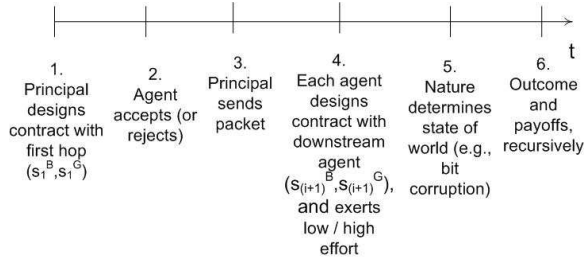 t
1.
Principal
designs
contract with
first hop
(s₁ᴮ,s₁ᴳ)
2.
Agent
accepts (or
rejects)
3.
Principal
sends
packet
4.
Each agent
designs
contract with
downstream
agent
(s₍ᵢ₊₁₎ᴮ,s₍ᵢ₊₁₎ᴳ),
and exerts
low / high
effort
5.
Nature
determines
state of
world (e.g.,
bit
corruption)
6.
Outcome
and
payoffs,
recursively